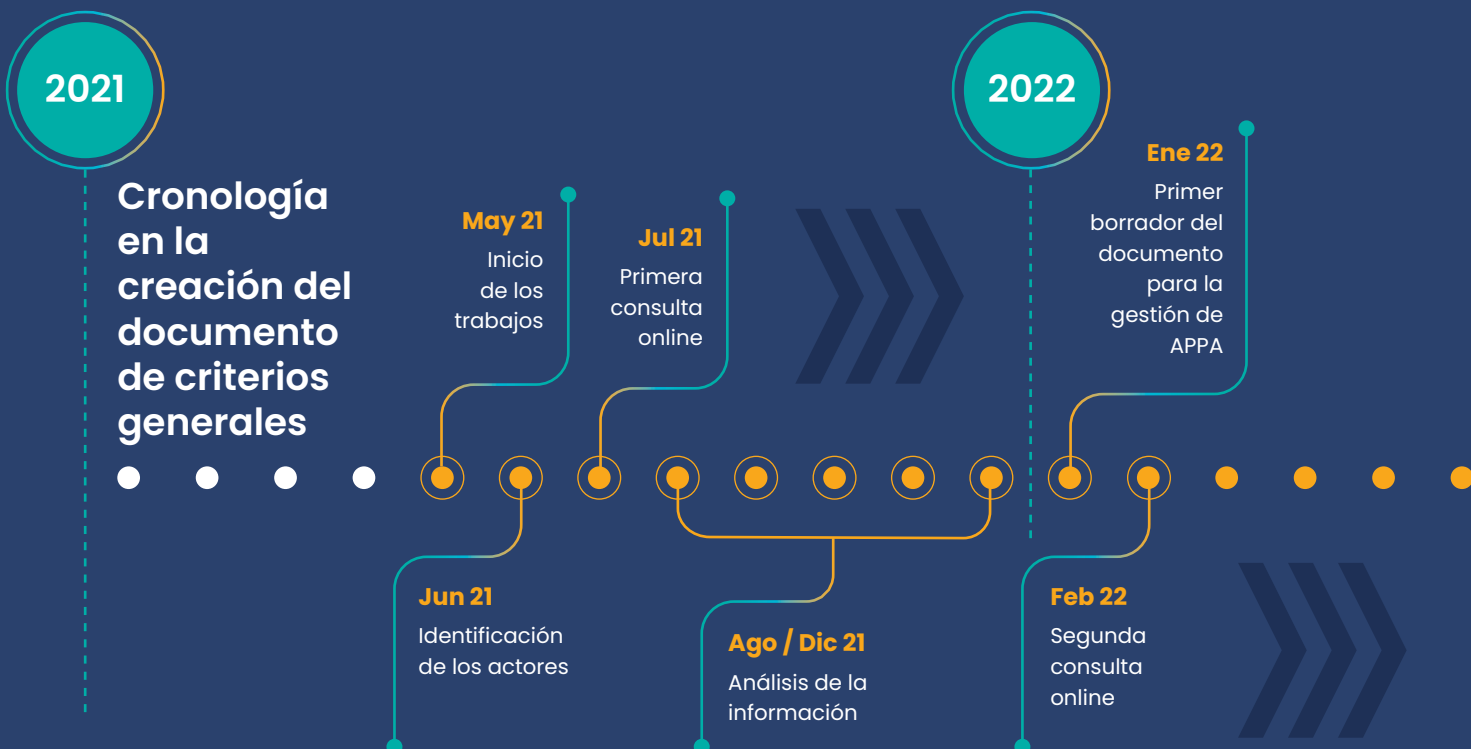 2021
Cronología
en la
creación del
documento
de criterios
generales
May 21
Inicio
de los
trabajos
Jun 21
Identificación
de los actores
Jul 21
Primera
consulta
online
Ago / Dic 21
Análisis de la
información
2022
Ene 22
Primer
borrador del
documento
para la
gestión de
APPA
Feb 22
Segunda
consulta
online